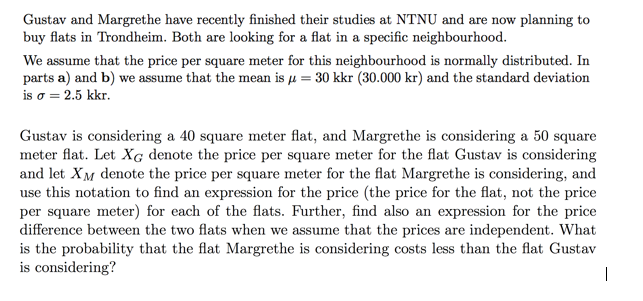 Gustav and Margrethe have recently finished their studies at NTNU and are now planning to
buy flats in Trondheim. Both are looking for a flat in a specific neighbourhood.
We assume that the price per square meter for this neighbourhood is normally distributed. In
parts a) and b) we assume that the mean is μ = 30 kkr (30.000 kr) and the standard deviation
is σ = 2.5 kkr.
Gustav is considering a 40 square meter flat, and Margrethe is considering a 50 square
meter flat. Let X_G denote the price per square meter for the flat Gustav is considering
and let X_M denote the price per square meter for the flat Margrethe is considering, and
use this notation to find an expression for the price (the price for the flat, not the price
per square meter) for each of the flats. Further, find also an expression for the price
difference between the two flats when we assume that the prices are independent. What
is the probability that the flat Margrethe is considering costs less than the flat Gustav
is considering?